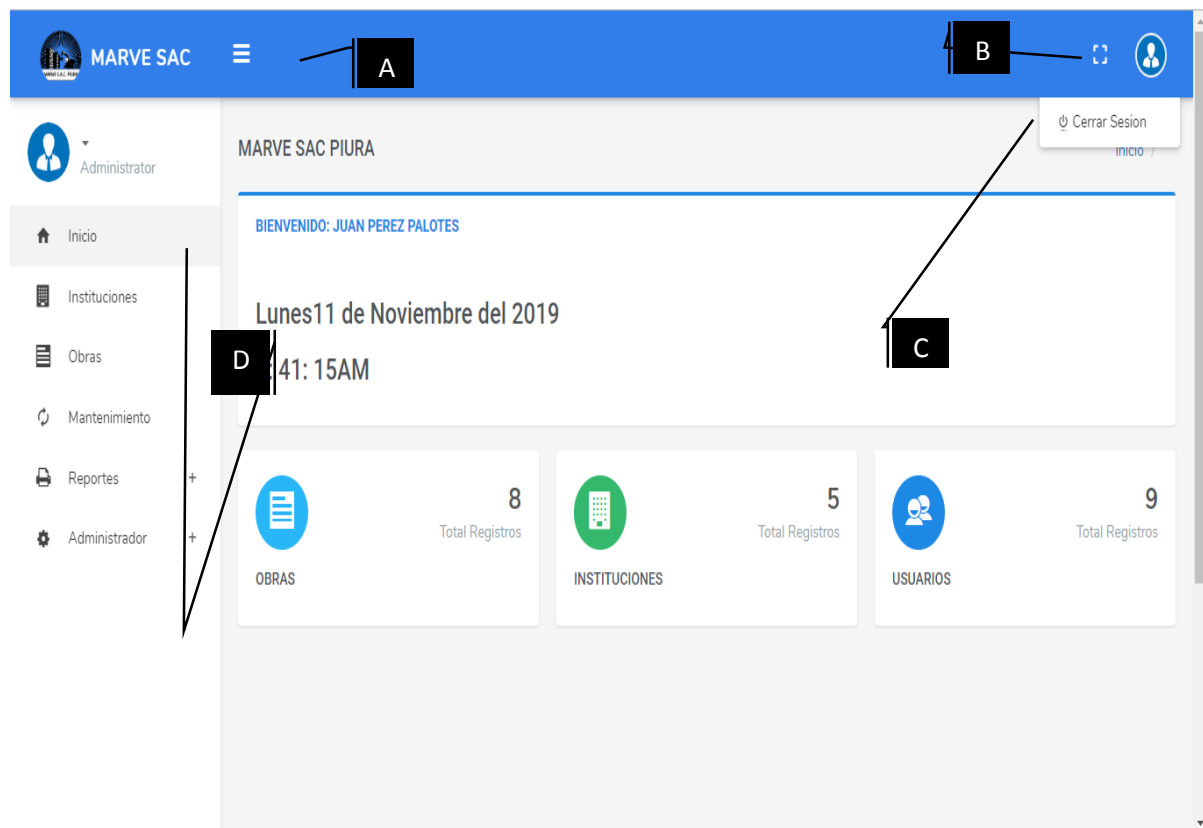 MARVE SAC
A
B
Cerrar Sesion
Administrator
MARVE SAC PIURA
Inicio /
Inicio
BIENVENIDO: JUAN PEREZ PALOTES
Instituciones
Lunes11 de Noviembre del 2019
C
Obras
D
: 41: 15AM
Mantenimiento
Reportes +
8
Total Registros
OBRAS
5
Total Registros
INSTITUCIONES
9
Total Registros
USUARIOS
Administrador +